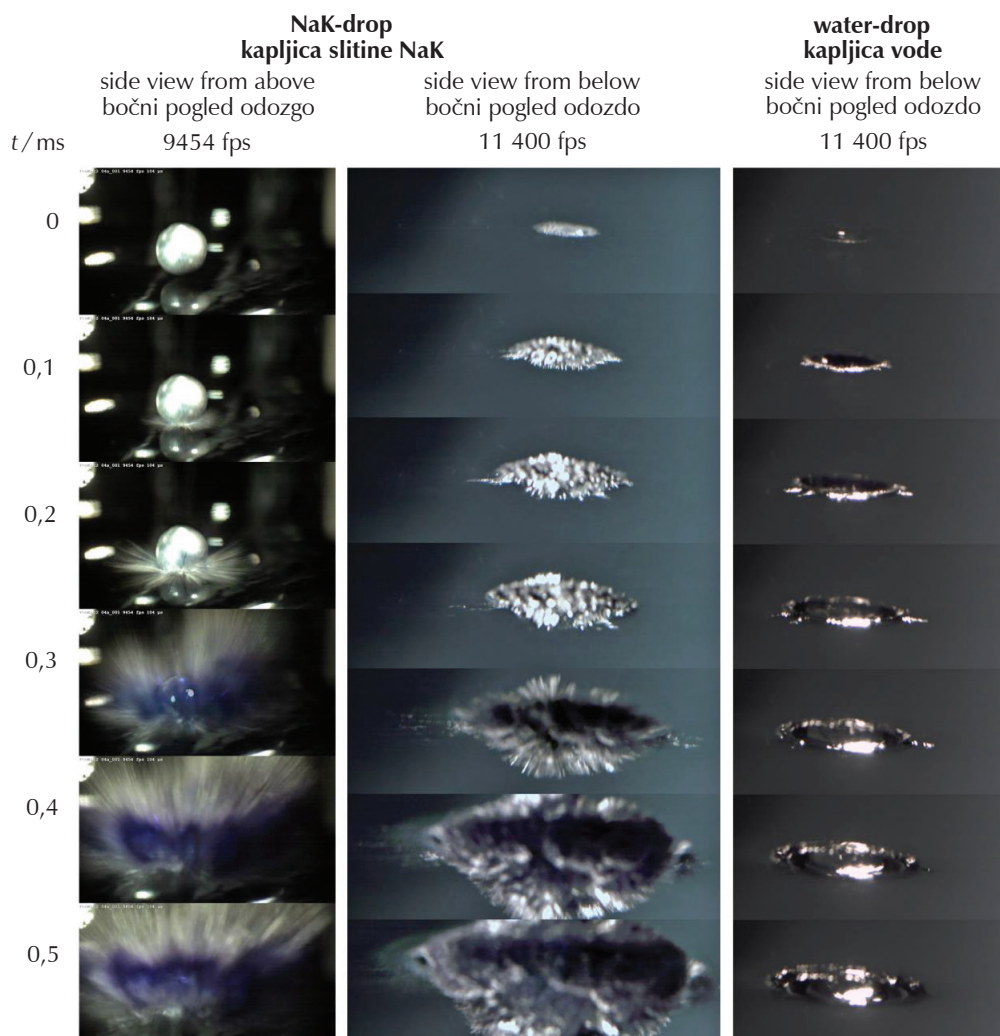 NaK-drop
kapljica slitine NaK
side view from above
bočni pogled odozgo
9454 fps
side view from below
bočni pogled odozdo
11 400 fps
water-drop
kapljica vode
side view from below
bočni pogled odozdo
11 400 fps
t/ms
0
0,1
0,2
0,3
0,4
0,5